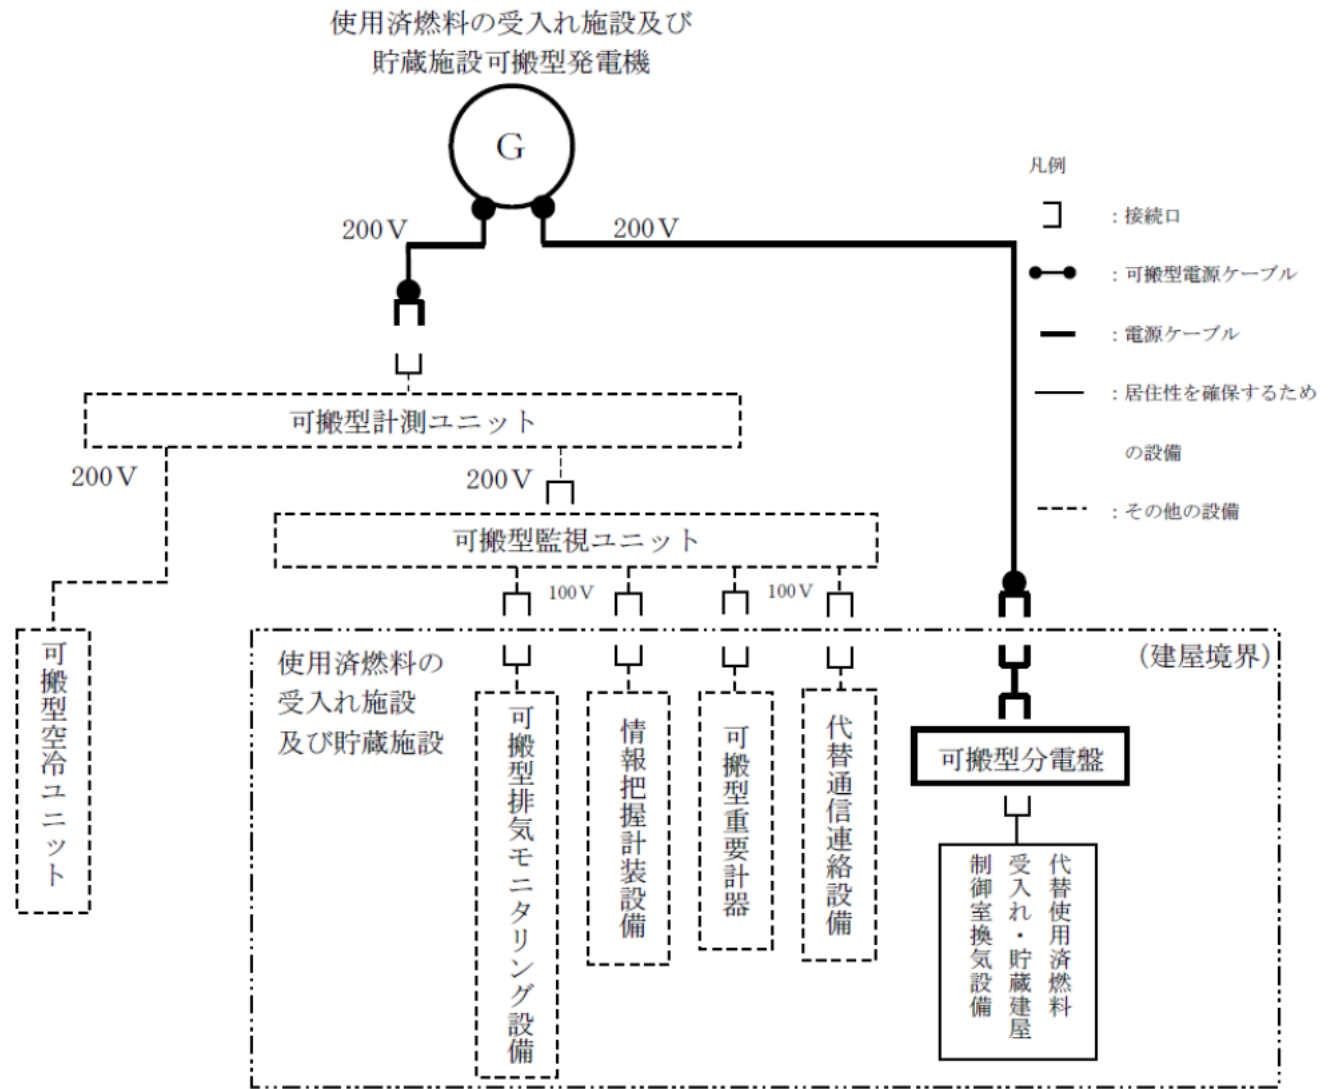 使用済燃料の受入れ施設及び
貯蔵施設可搬型発電機
G
200V
200V
凡例
：接続口
：可搬型電源ケーブル
：電源ケーブル
：居住性を確保するため
の設備
：その他の設備
可搬型計測ユニット
200V
200V
可搬型監視ユニット
100V
100V
可搬型空冷ユニット
使用済燃料の
受入れ施設
及び貯蔵施設
(建屋境界)
可搬型排気モニタリング設備
情報把握計装設備
可搬型重要計器
代替通信連絡設備
可搬型分電盤
代替使用済燃料
受入れ・貯蔵建屋
制御室換気設備